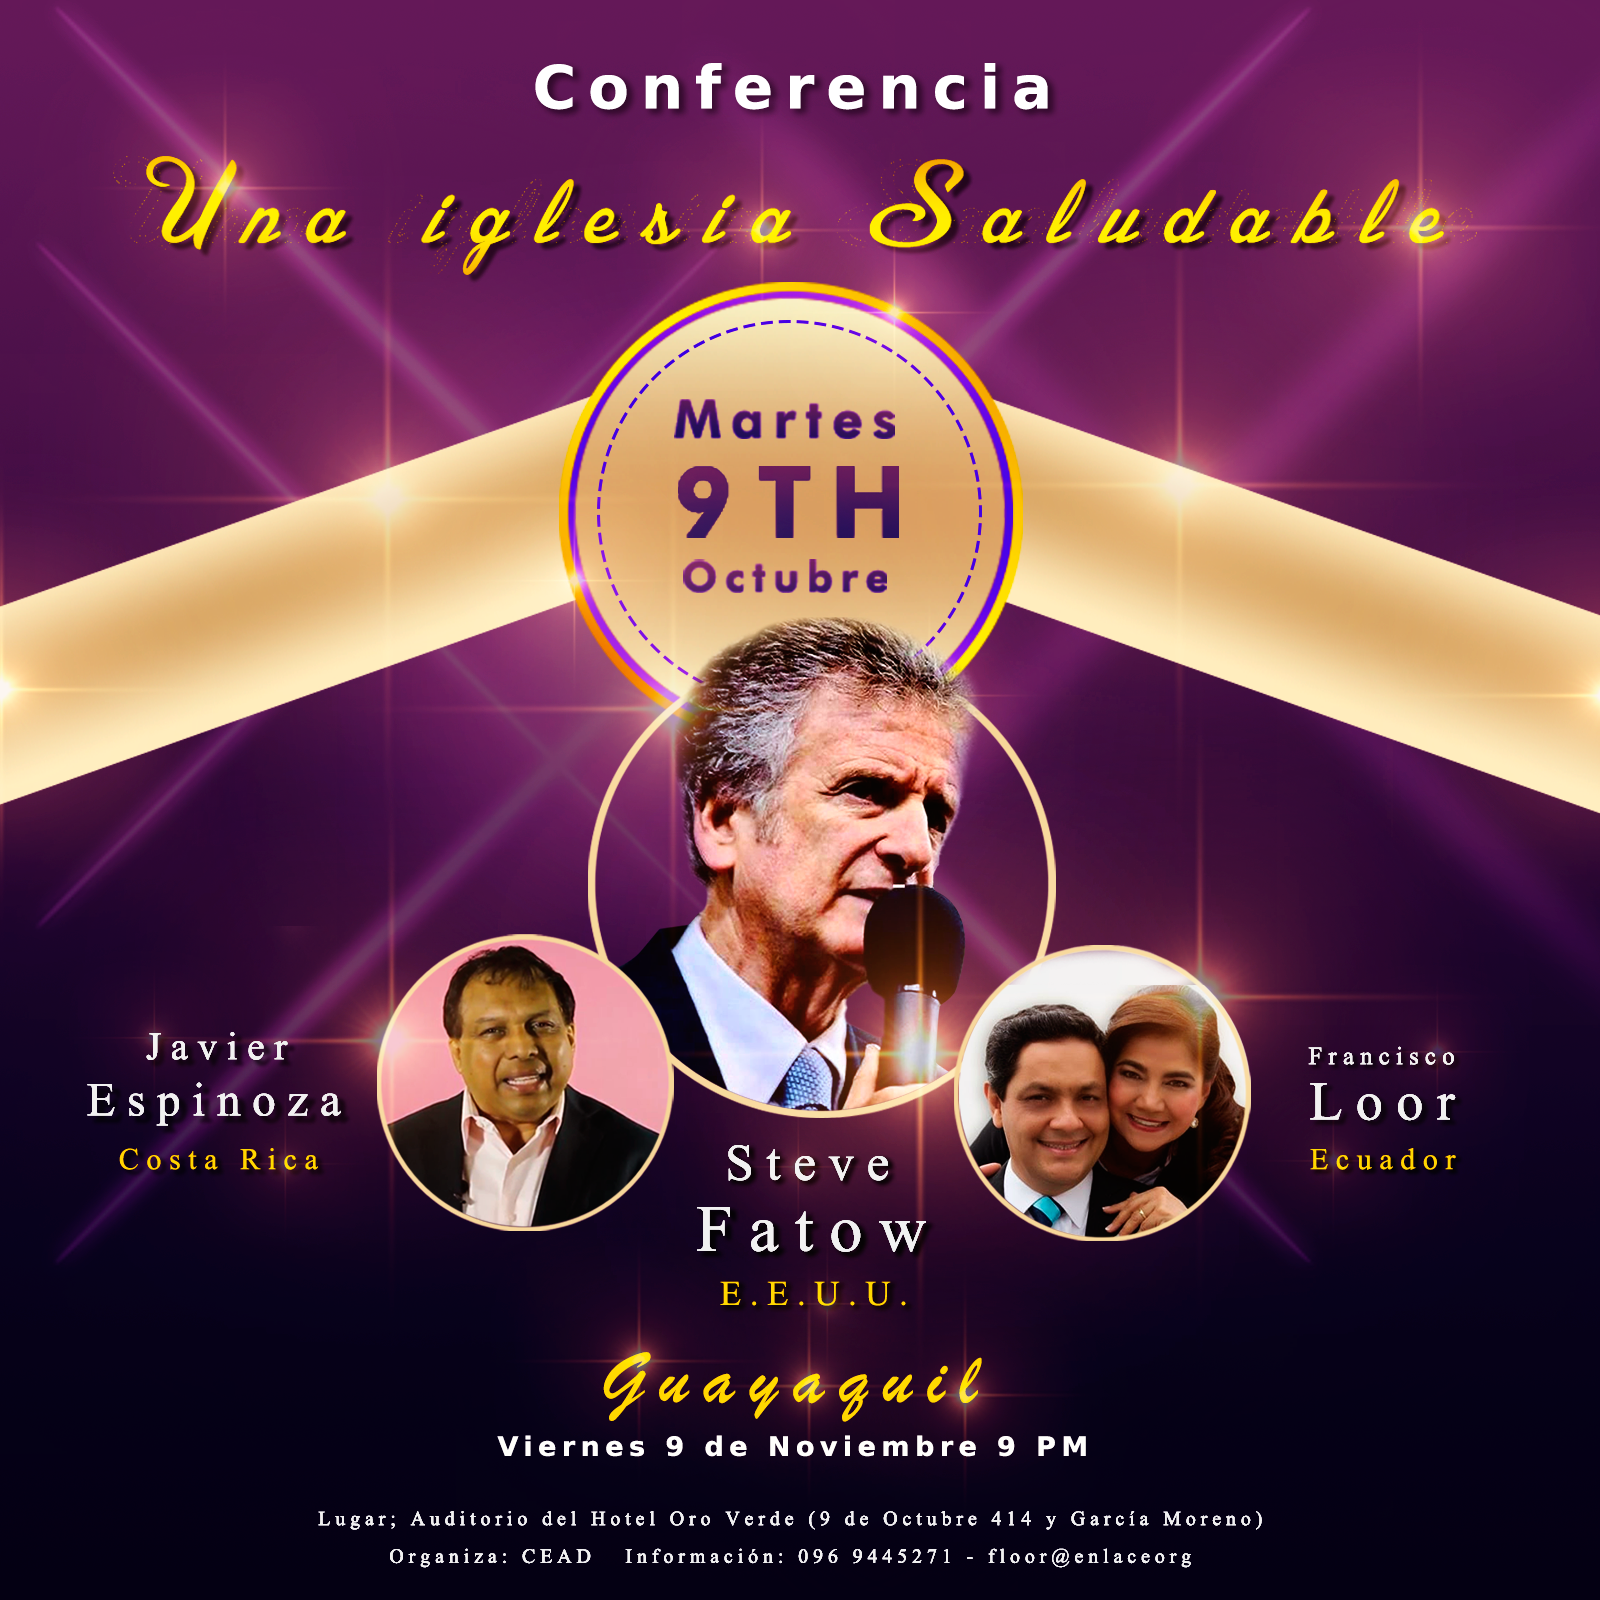 Conferencia
Una iglesia Saludable
Martes
9TH
Octubre
Javier
Espinoza
Costa Rica
Steve
Fatow
E.E.U.U.
Francisco
Loor
Ecuador
Guayaquil
Viernes 9 de Noviembre 9 PM
Lugar; Auditorio del Hotel Oro Verde (9 de Octubre 414 y García Moreno)
Organiza: CEAD Información: 096 9445271 - floor@enlaceorg